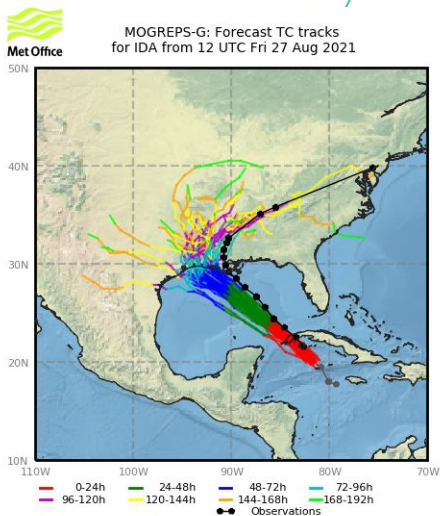 Met Office
MOGREPS-G: Forecast TC tracks
for IDA from 12 UTC Fri 27 Aug 2021
50N
40N
30N
20N
10N
110W 100W 90W 80W 70W
0-24h 24-48h 48-72h 72-96h
96-120h 120-144h 144-168h 168-192h
Observations